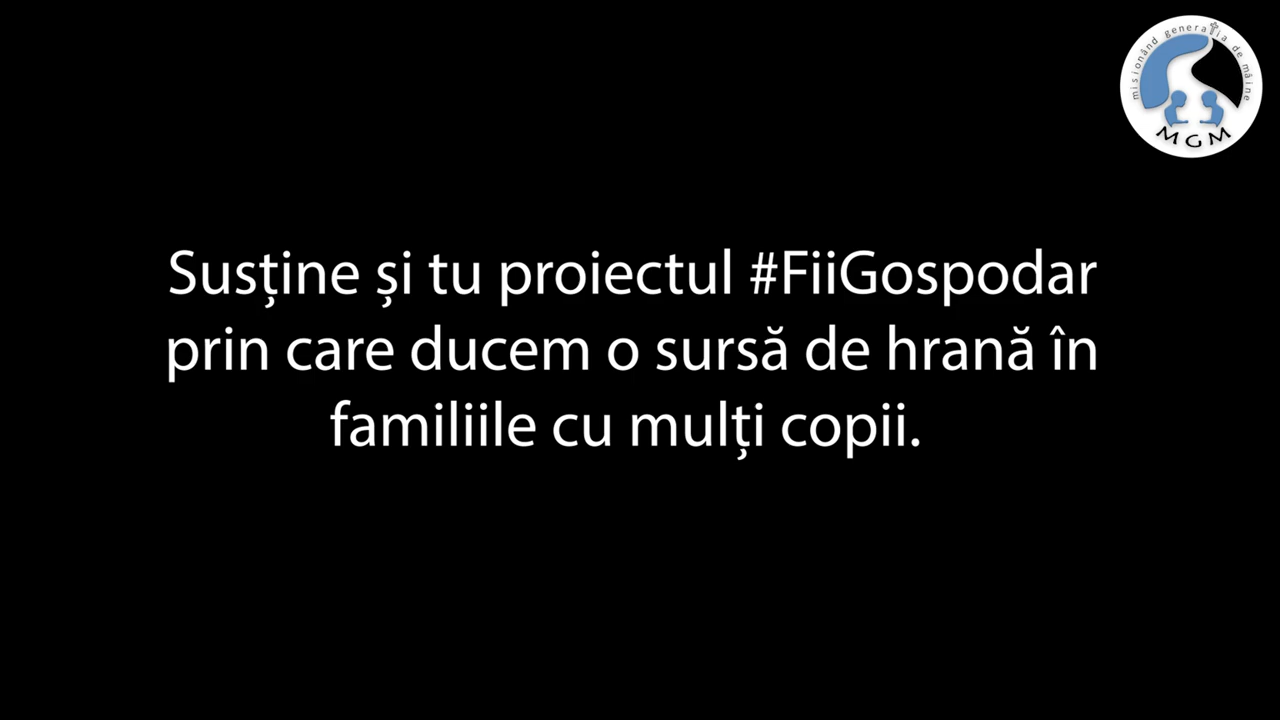 misionând generația de mâine
MGM
Susține și tu proiectul #FiiGospodar
prin care ducem o sursă de hrană în
familiile cu mulți copii.